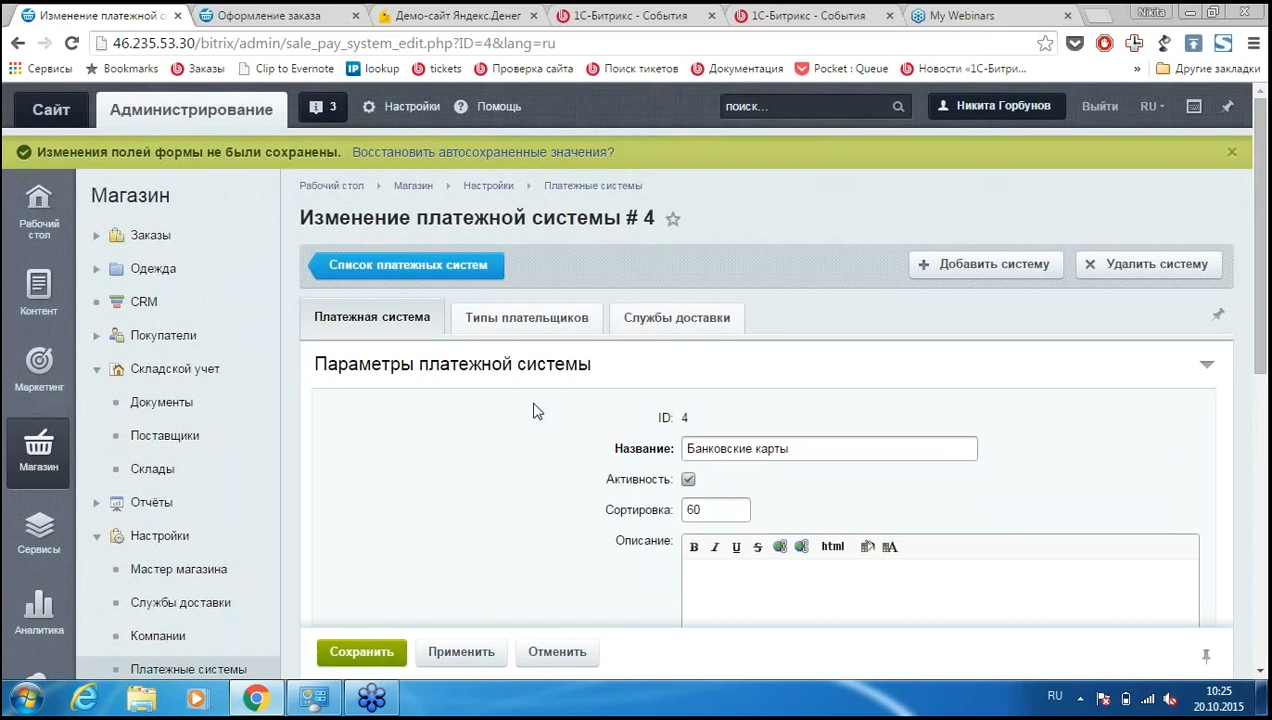 Изменение платежной с
Оформление заказа
Демо-сайт Яндекс.Денег
1С-Битрикс - События
1С-Битрикс - События
My Webinars
Nikita
46.235.53.30/bitrix/admin/sale_pay_system_edit.php?ID=4&lang=ru
Сервисы
Bookmarks
Заказы
Clip to Evernote
IP lookup
tickets
Проверка сайта
Поиск тикетов
Документация
Pocket : Queue
Новости «1С-Битри...
»
Другие закладки
Сайт
Администрирование
3
Настройки
Помощь
поиск...
Никита Горбунов
Выйти
RU
Изменения полей формы не были сохранены. Восстановить автосохраненные значения?
Рабочий стол
Контент
Маркетинг
Магазин
Сервисы
Аналитика
Магазин
Заказы
Одежда
CRM
Покупатели
Складской учет
Документы
Поставщики
Склады
Отчёты
Настройки
Мастер магазина
Службы доставки
Компании
Платежные системы
Рабочий стол
Магазин
Настройки
Платежные системы
Изменение платежной системы # 4
Список платежных систем
+ Добавить систему
Удалить систему
Платежная система
Типы плательщиков
Службы доставки
Параметры платежной системы
ID: 4
Название: Банковские карты
Активность:
Сортировка: 60
Описание:
B I U S html
Сохранить
Применить
Отменить
RU
10:25
20.10.2015